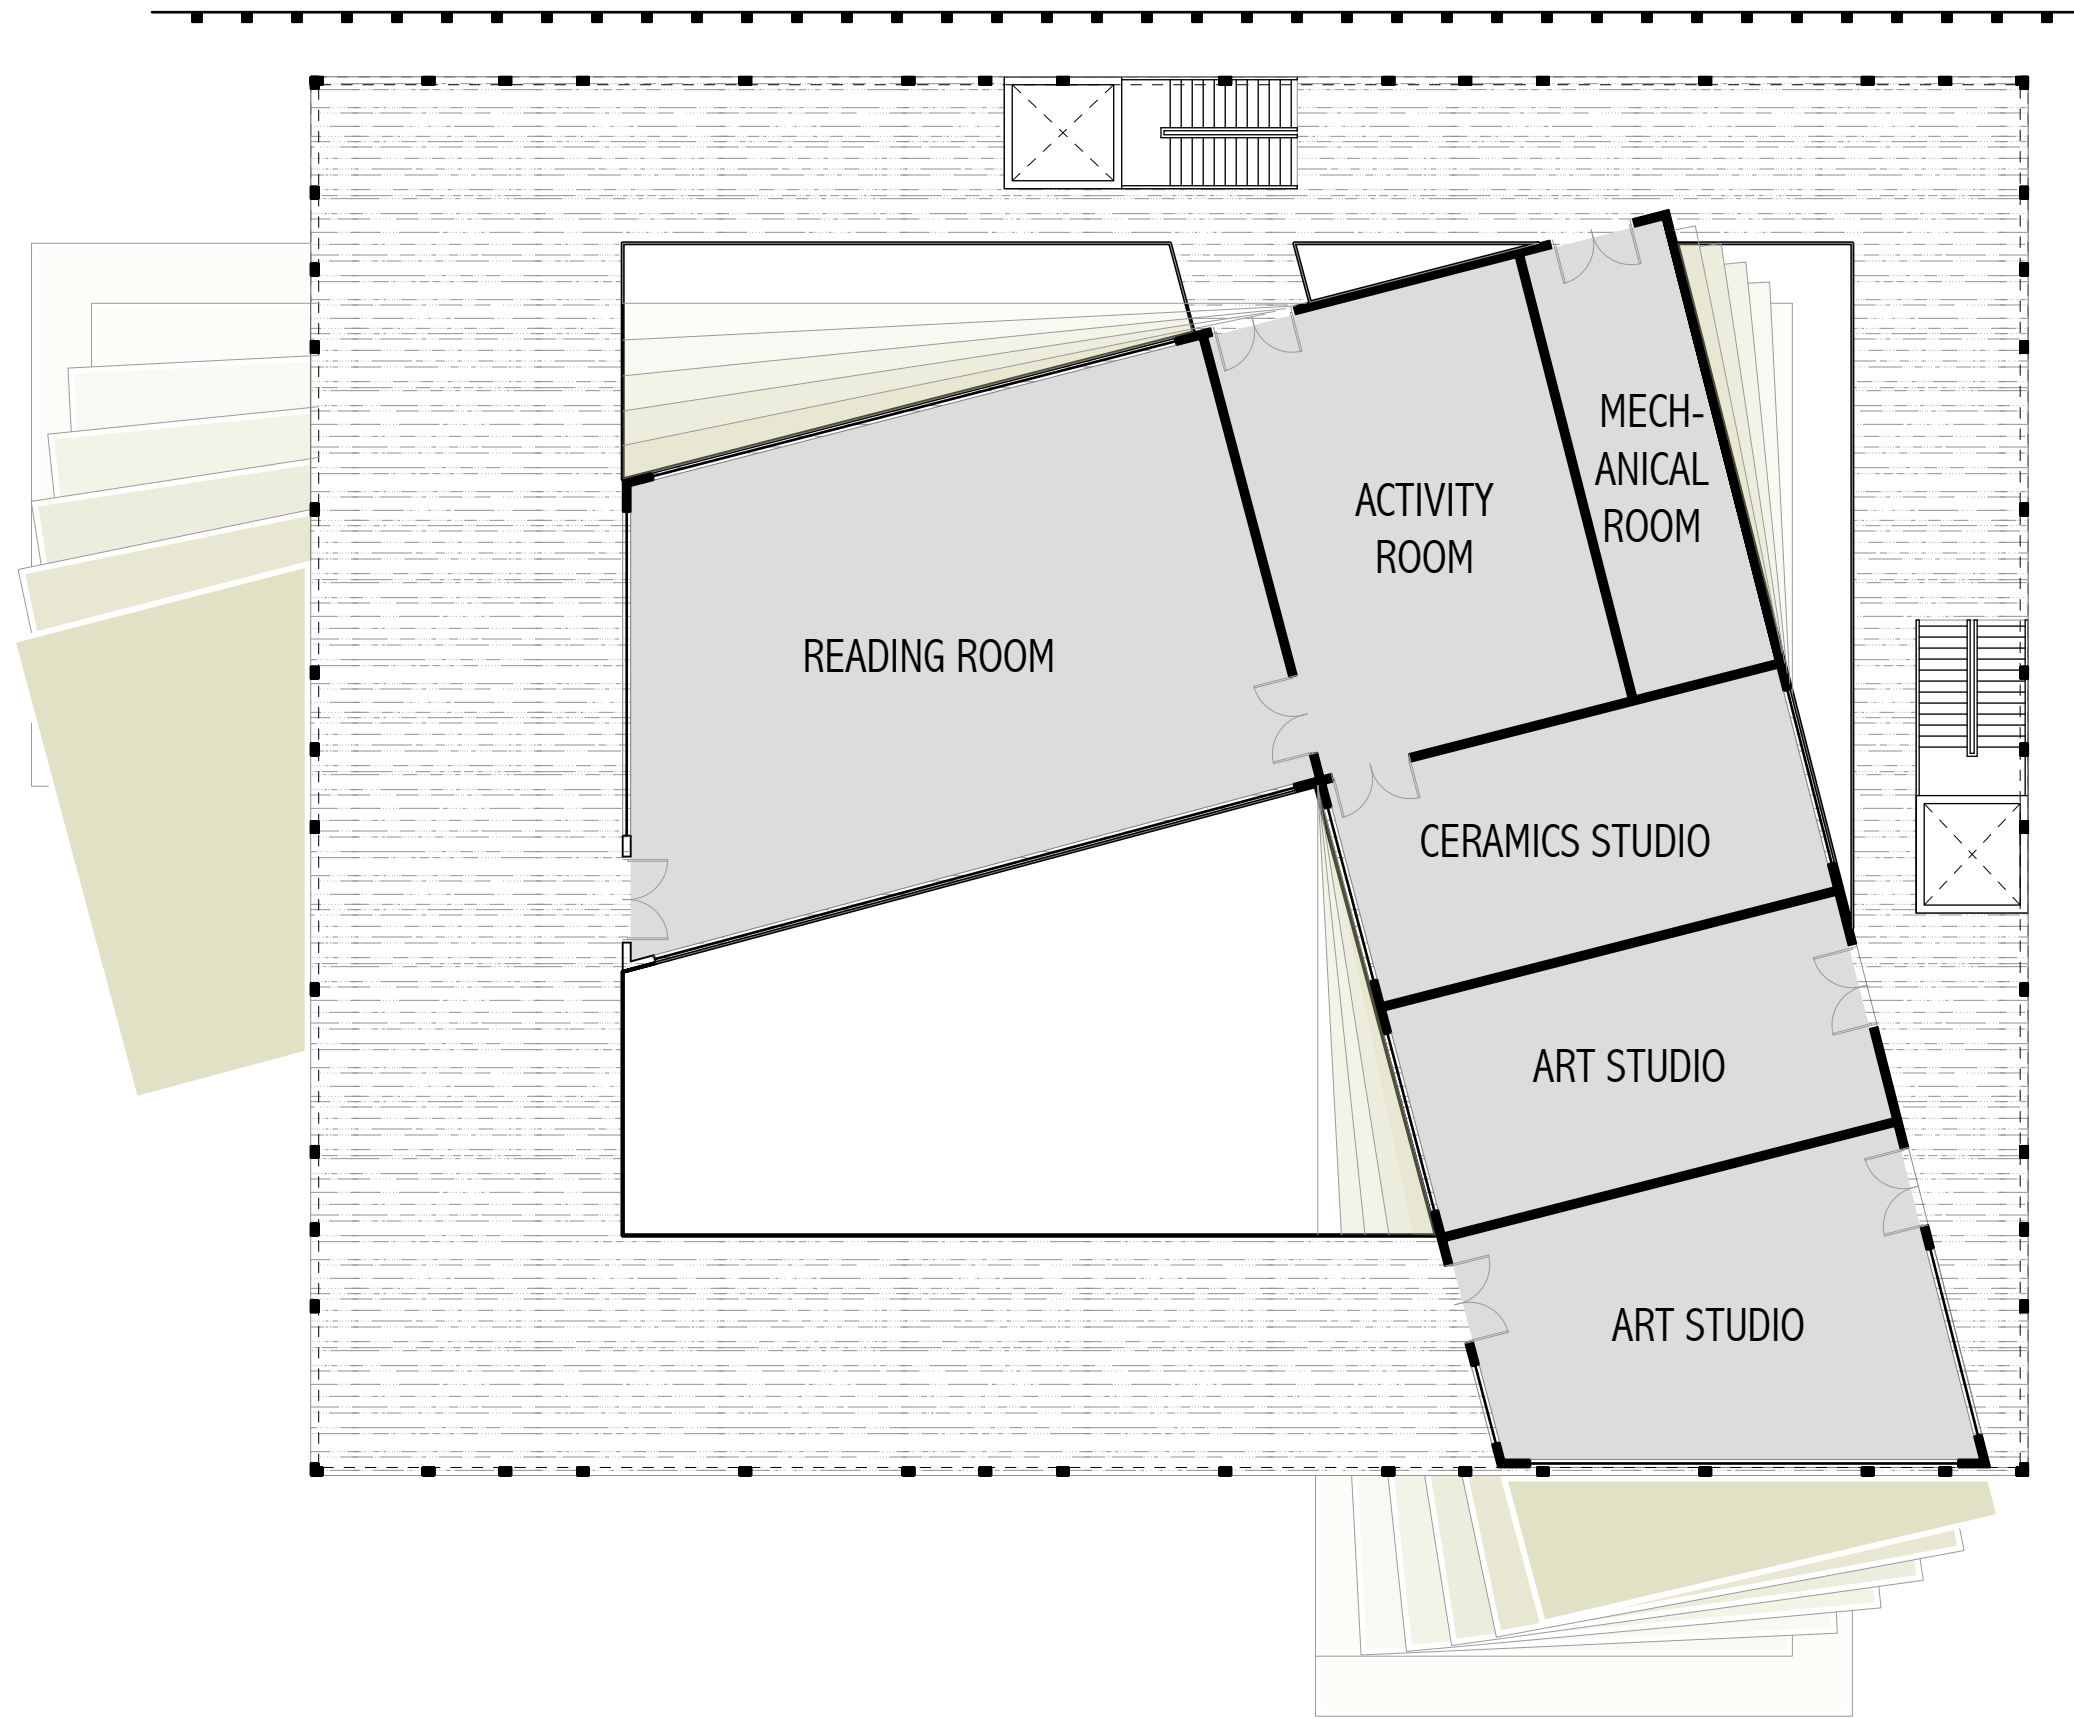 MECH-
ANICAL
ROOM
ACTIVITY
ROOM
READING ROOM
CERAMICS STUDIO
ART STUDIO
ART STUDIO